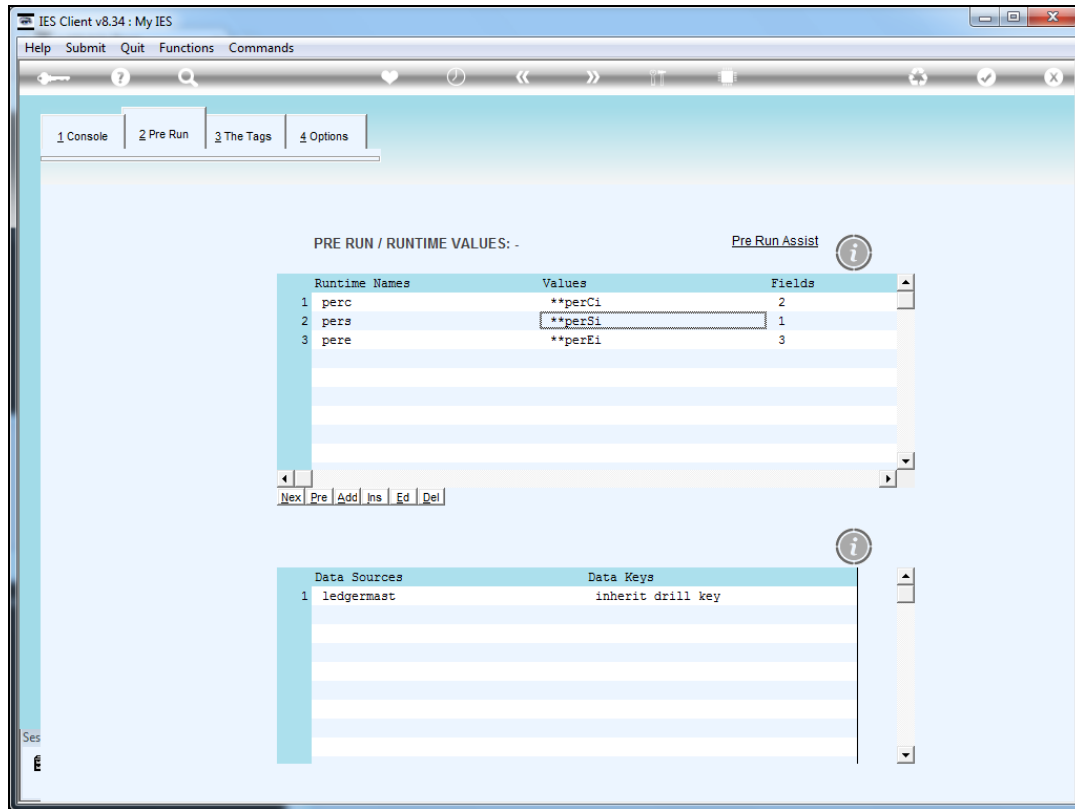 IES Client v8.34 : My IES
Help Submit Quit Functions Commands
1 Console 2 Pre Run 3 The Tags 4 Options
PRE RUN / RUNTIME VALUES: - Pre Run Assist
Runtime Names Values Fields
1 perc **perCi 2
2 pers **perSi 1
3 pere **perEi 3
Nex Pre Add Ins Ed Del
Data Sources Data Keys
1 ledgermast inherit drill key
Ses